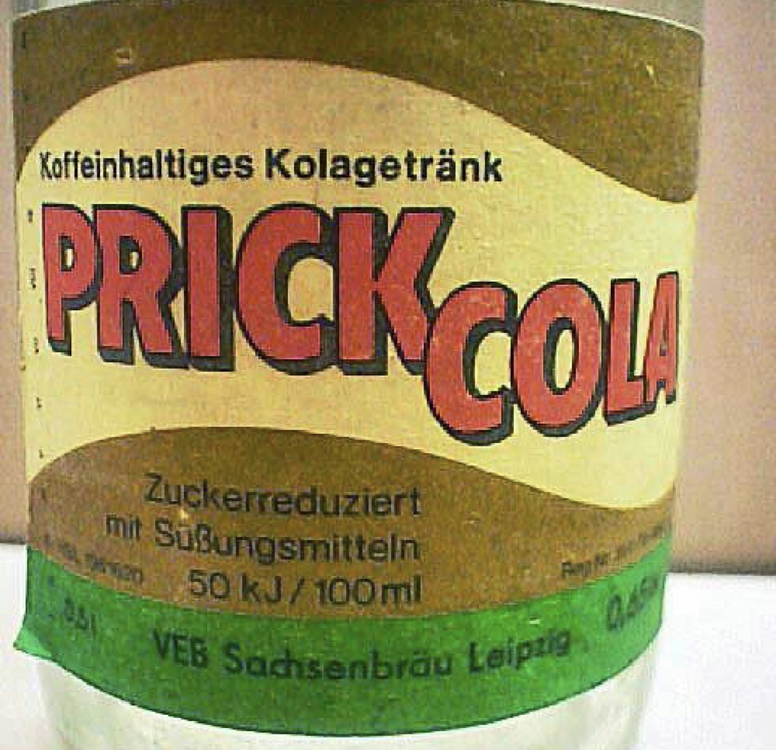 Koffeinhaltiges Kolagetränk
PRICK
COLA
Zuckerreduziert
mit Süßungsmitteln
50 kJ / 100 ml
VEB Sachsenbräu Leipzig